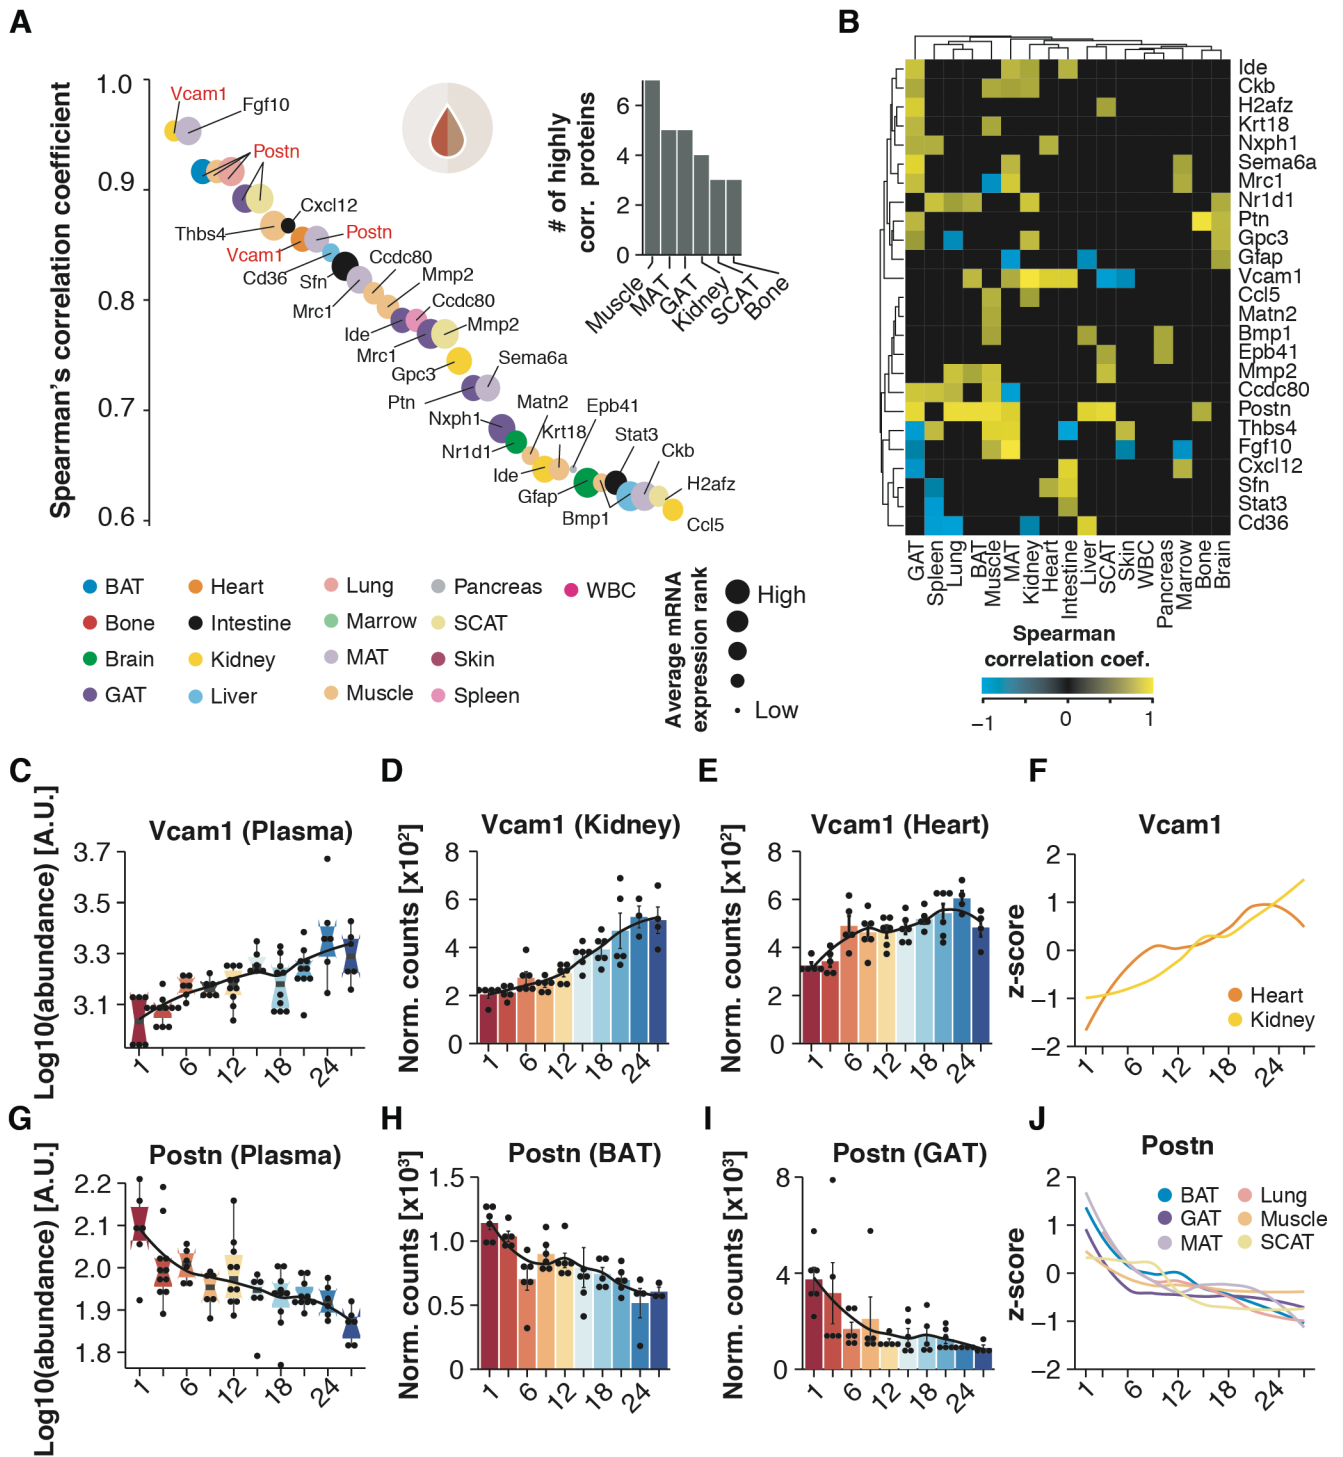 A
B
Spearman's correlation coefficient
1.0
0.9
0.8
0.7
0.6
Vcam1
Fgf10
Postn
Cxcl12
Thbs4
Postn
Vcam1
Cd36
Sfn
Ccdc80
Mrc1
Mmp2
Ccdc80
Ide
Mmp2
Mrc1
Gpc3
Sema6a
Ptn
Matn2
Nxph1
Epb41
Krt18
Nr1d1
Stat3
Ide
Ckb
Gfap
H2afz
Bmp1
Ccl5
# of highly
corr. proteins
6
4
2
0
Muscle
MAT
GAT
Kidney
SCAT
Bone
BAT
Heart
Lung
Pancreas
WBC
Bone
Intestine
Marrow
SCAT
Brain
Kidney
MAT
Skin
GAT
Liver
Muscle
Spleen
Average mRNA
expression rank
High
Low
Ide
Ckb
H2afz
Krt18
Nxph1
Sema6a
Mrc1
Nr1d1
Ptn
Gpc3
Gfap
Vcam1
Ccl5
Matn2
Bmp1
Epb41
Mmp2
Ccdc80
Postn
Thbs4
Fgf10
Cxcl12
Sfn
Stat3
Cd36
GAT
Spleen
Lung
BAT
Muscle
MAT
Kidney
Heart
Intestine
Liver
SCAT
Skin
WBC
Pancreas
Marrow
Bone
Brain
Spearman
correlation coef.
−1
0
1
C
Vcam1 (Plasma)
Log10(abundance) [A.U.]
3.7
3.5
3.3
3.1
1
6
12
18
24
D
Vcam1 (Kidney)
Norm. counts [x10²]
8
6
4
2
0
1
6
12
18
24
E
Vcam1 (Heart)
Norm. counts [x10²]
8
6
4
2
0
1
6
12
18
24
F
Vcam1
z-score
2
1
0
−1
−2
Heart
Kidney
1
6
12
18
24
G
Postn (Plasma)
Log10(abundance) [A.U.]
2.2
2.1
2.0
1.9
1.8
1
6
12
18
24
H
Postn (BAT)
Norm. counts [x10³]
1.5
1.0
0.5
0
1
6
12
18
24
I
Postn (GAT)
Norm. counts [x10³]
8
4
0
1
6
12
18
24
J
Postn
z-score
2
1
0
−1
−2
BAT
Lung
GAT
Muscle
MAT
SCAT
1
6
12
18
24